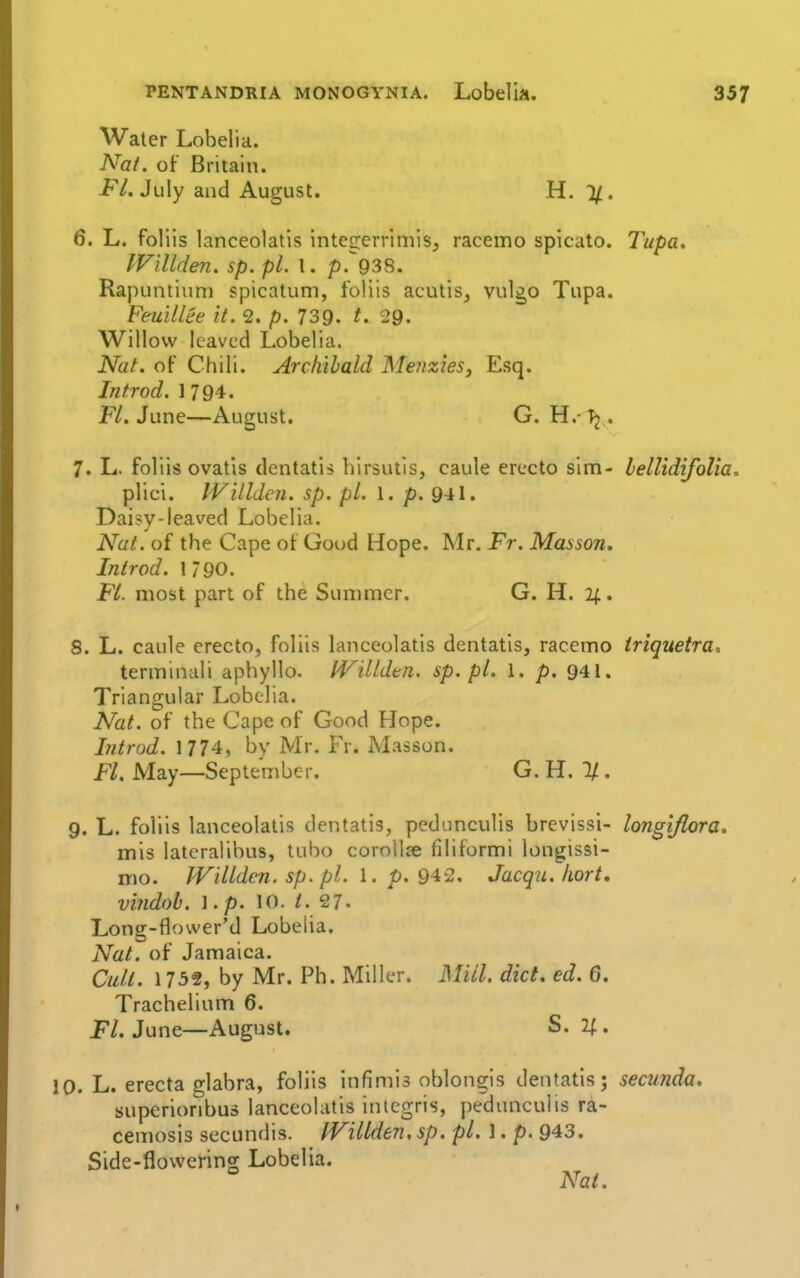 PENTANDRIA MONOGYNIA. Lobelia. 357
Water Lobelia.
Nat. of Britain.
Fl. July and August. H. ♃.
6. L. foliis lanceolatis integerrimis, racemo spicato. Tupa.
Willden. sp. pl. 1. p. 938.
Rapuntium spicatum, foliis acutis, vulgo Tupa.
Feuillée it. 2. p. 739. t. 29.
Willow leaved Lobelia.
Nat. of Chili. Archibald Menzies, Esq.
Introd. 1794.
Fl. June—August. G. H. ♄.
7. L. foliis ovatis dentatis hirsutis, caule erecto sim- bellidifolia.
plici. Willden. sp. pl. 1. p. 941.
Daisy-leaved Lobelia.
Nat. of the Cape of Good Hope. Mr. Fr. Masson.
Introd. 1790.
Fl. most part of the Summer. G. H. ♃.
8. L. caule erecto, foliis lanceolatis dentatis, racemo triquetra.
terminali aphyllo. Willden. sp. pl. 1. p. 941.
Triangular Lobelia.
Nat. of the Cape of Good Hope.
Introd. 1774, by Mr. Fr. Masson.
Fl. May—September. G. H. ♃.
9. L. foliis lanceolatis dentatis, pedunculis brevissi- longiflora.
mis lateralibus, tubo corollæ filiformi longissi-
mo. Willden. sp. pl. 1. p. 942. Jacqu. hort.
vindob. 1. p. 10. t. 27.
Long-flower'd Lobelia.
Nat. of Jamaica.
Cult. 1752, by Mr. Ph. Miller. Mill. dict. ed. 6.
Trachelium 6.
Fl. June—August. S. ♃.
10. L. erecta glabra, foliis infimis oblongis dentatis; secunda.
superioribus lanceolatis integris, pedunculis ra-
cemosis secundis. Willden. sp. pl. 1. p. 943.
Side-flowering Lobelia.
Nat.